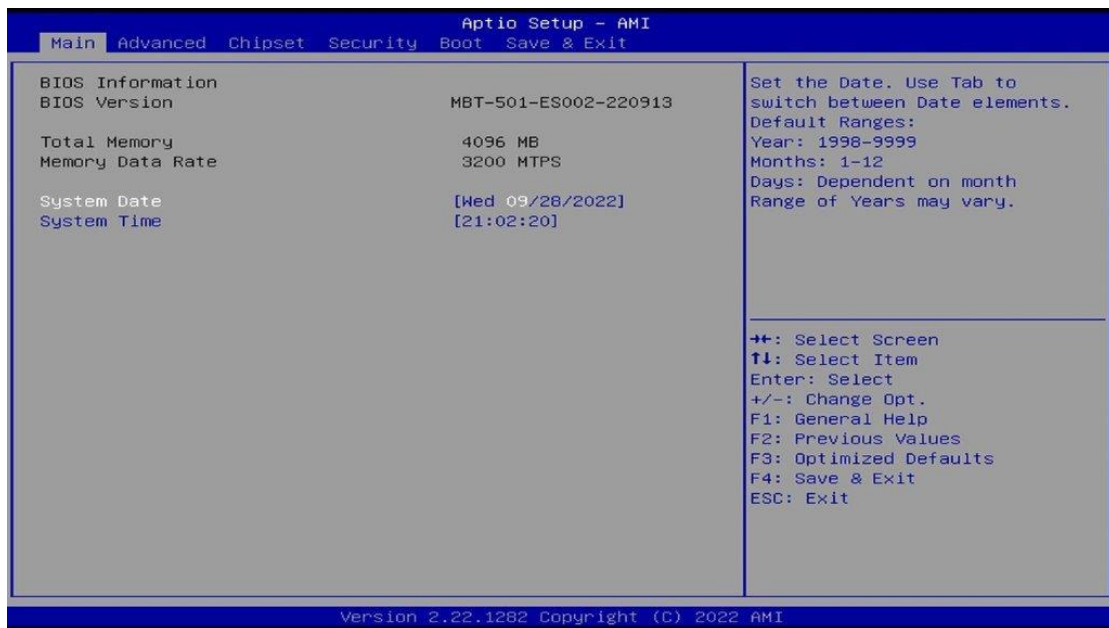 Aptio Setup – AMI
Main Advanced Chipset Security Boot Save & Exit
BIOS Information
BIOS Version MBT-501-ES002-220913
Total Memory 4096 MB
Memory Data Rate 3200 MTPS
System Date [Wed 09/28/2022]
System Time [21:02:20]
Set the Date. Use Tab to
switch between Date elements.
Default Ranges:
Year: 1998-9999
Months: 1-12
Days: Dependent on month
Range of Years may vary.
→←: Select Screen
↑↓: Select Item
Enter: Select
+/-: Change Opt.
F1: General Help
F2: Previous Values
F3: Optimized Defaults
F4: Save & Exit
ESC: Exit
Version 2.22.1282 Copyright (C) 2022 AMI